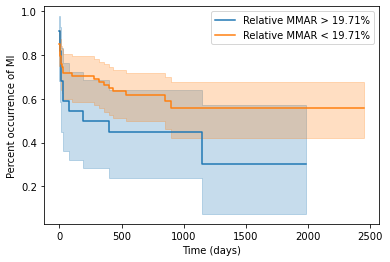 Relative MMAR > 19.71%
Relative MMAR < 19.71%
Percent occurrence of MI
1.0
0.8
0.6
0.4
0.2
0
500
1000
1500
2000
2500
Time (days)